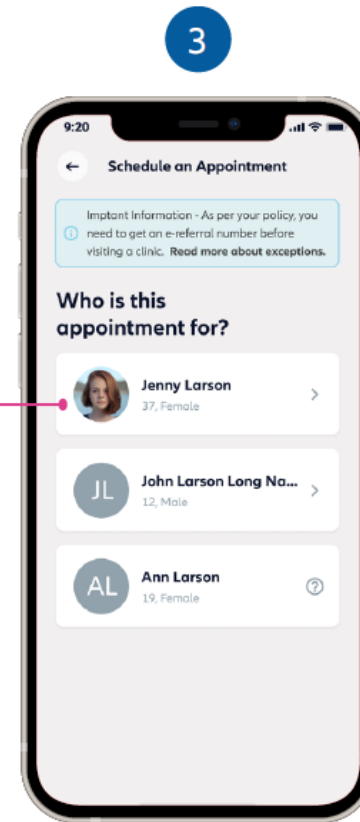 3
9:20
Schedule an Appointment
Imptant Information - As per your policy, you
need to get an e-referral number before
visiting a clinic. Read more about exceptions.
Who is this
appointment for?
Jenny Larson
37, Female
JL
John Larson Long Na...
12, Male
AL
Ann Larson
19, Female